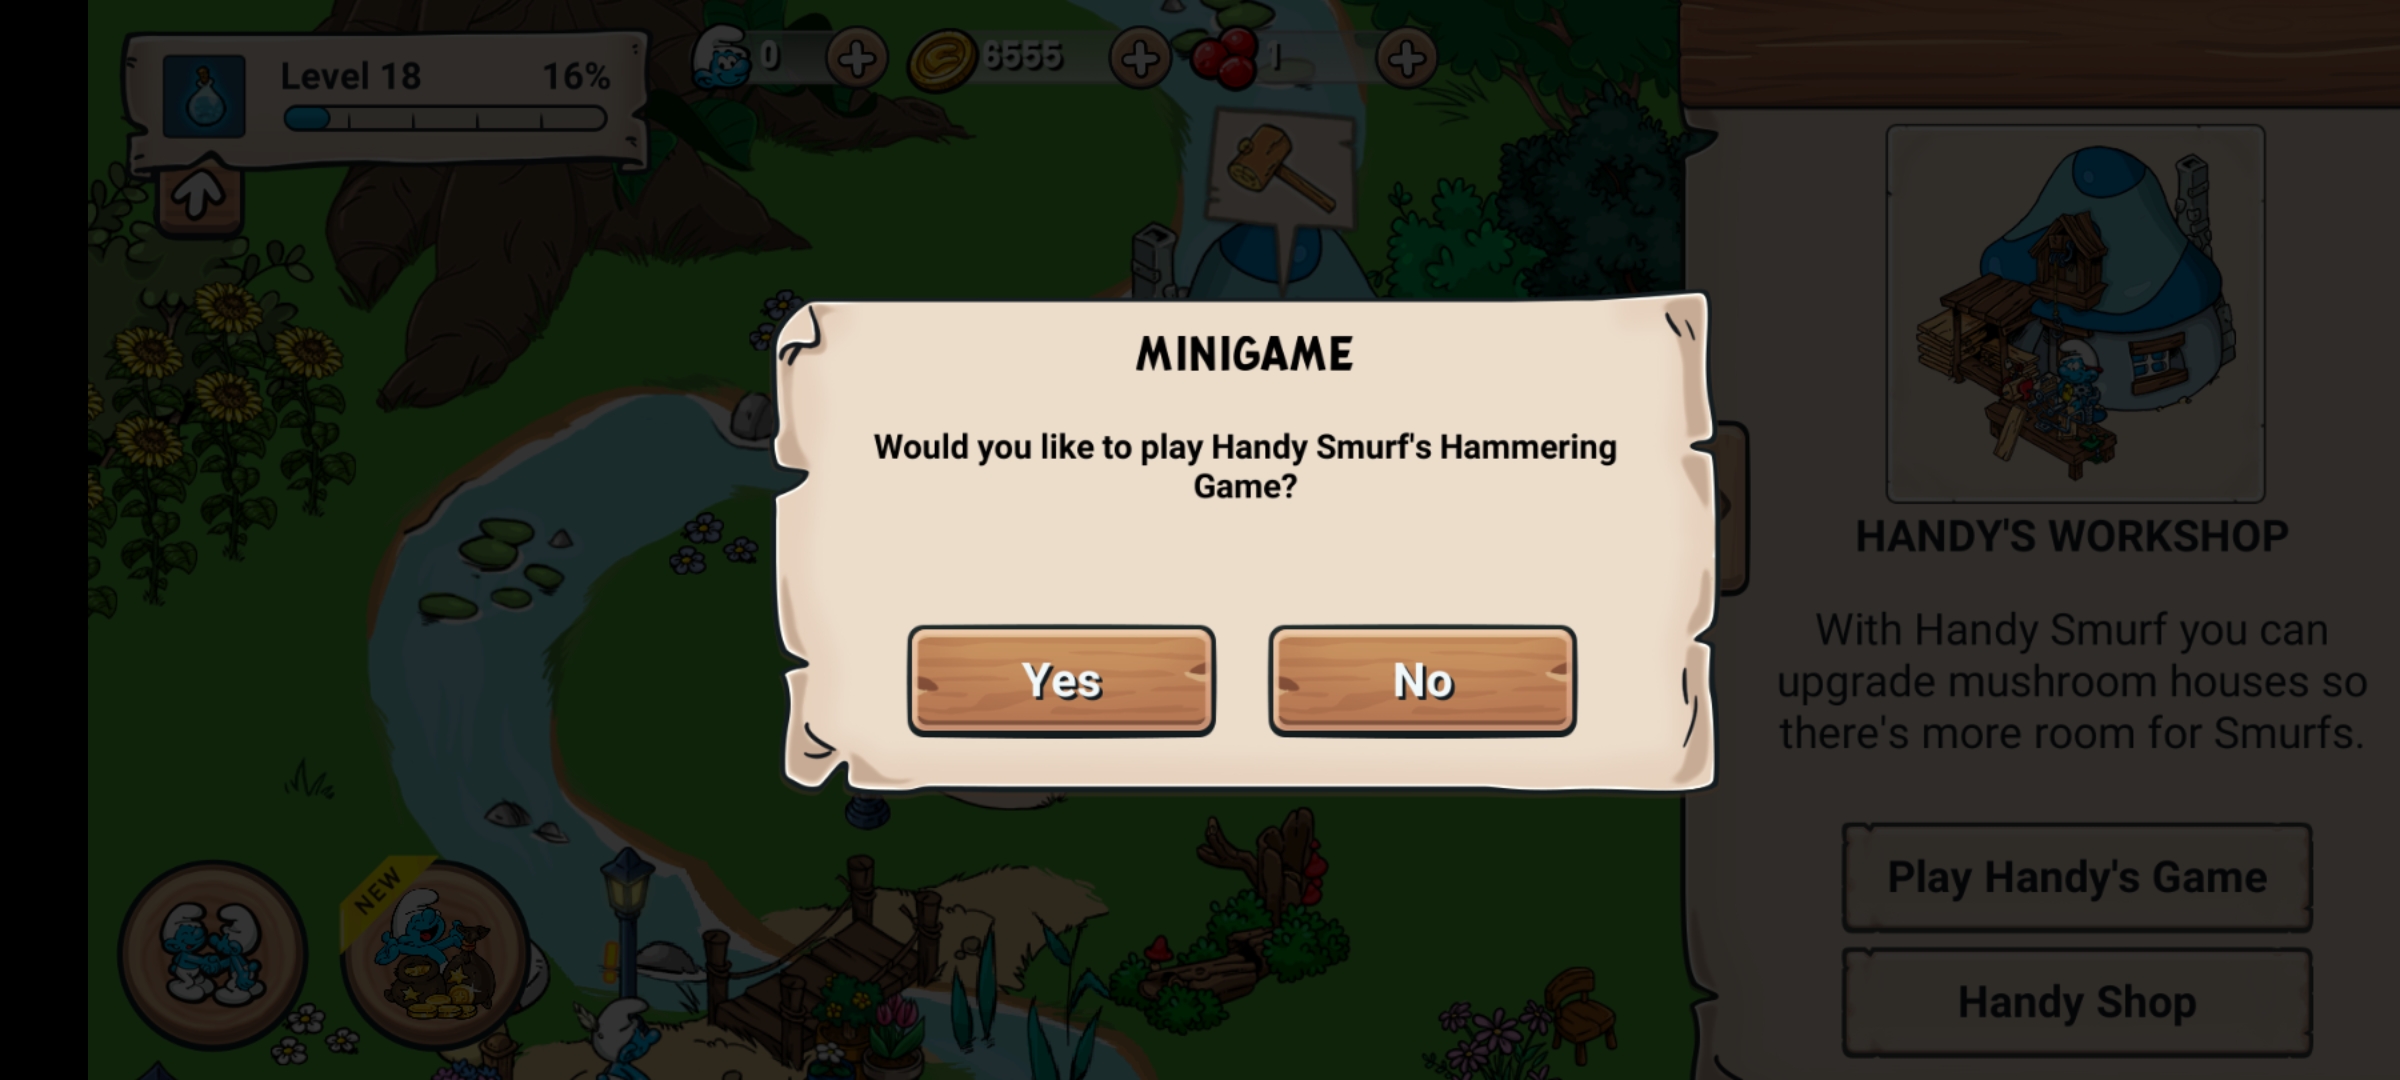 Level 18
16%
0
6555
1
MINIGAME
Would you like to play Handy Smurf's Hammering
Game?
Yes
No
HANDY'S WORKSHOP
With Handy Smurf you can
upgrade mushroom houses so
there's more room for Smurfs.
Play Handy's Game
Handy Shop
NEW